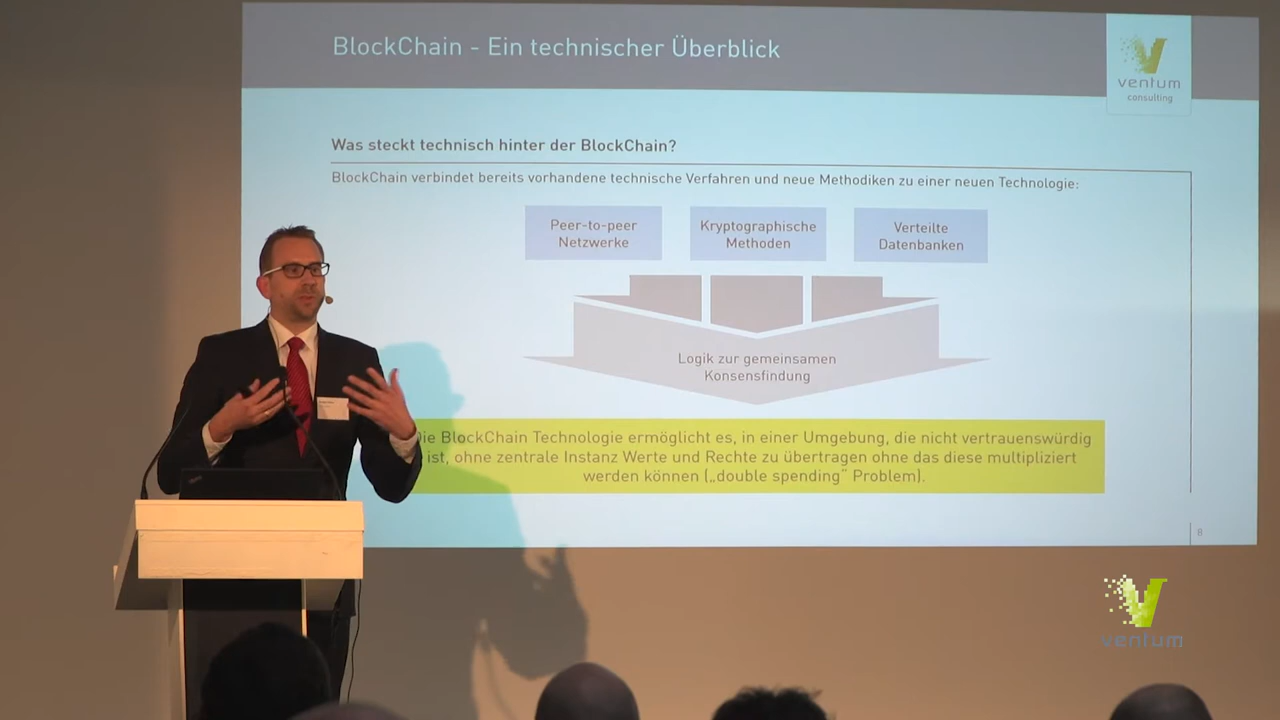 BlockChain - Ein technischer Überblick
ventum
consulting
Was steckt technisch hinter der BlockChain?
BlockChain verbindet bereits vorhandene technische Verfahren und neue Methodiken zu einer neuen Technologie:
Peer-to-peer
Netzwerke
Kryptographische
Methoden
Verteilte
Datenbanken
Logik zur gemeinsamen
Konsensfindung
ie BlockChain Technologie ermöglicht es, in einer Umgebung, die nicht vertrauenswürdig
ist, ohne zentrale Instanz Werte und Rechte zu übertragen ohne das diese multipliziert
werden können („double spending“ Problem).
8
ventum